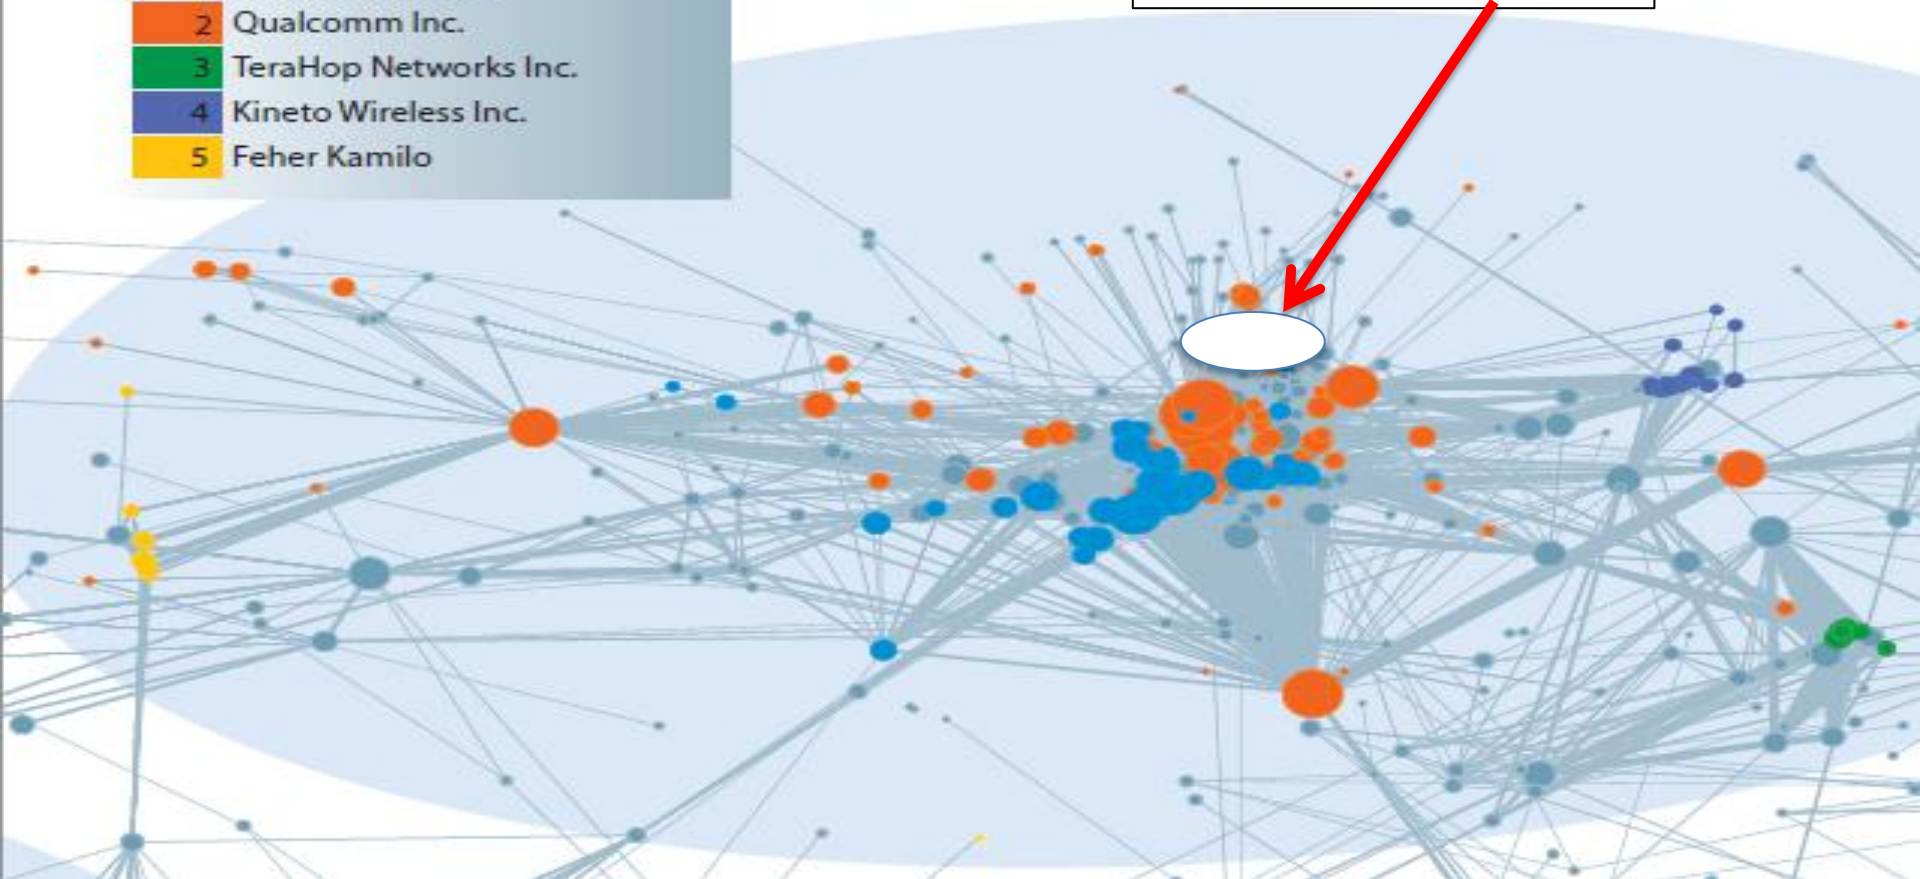 2 Qualcomm Inc.
3 TeraHop Networks Inc.
4 Kineto Wireless Inc.
5 Feher Kamilo